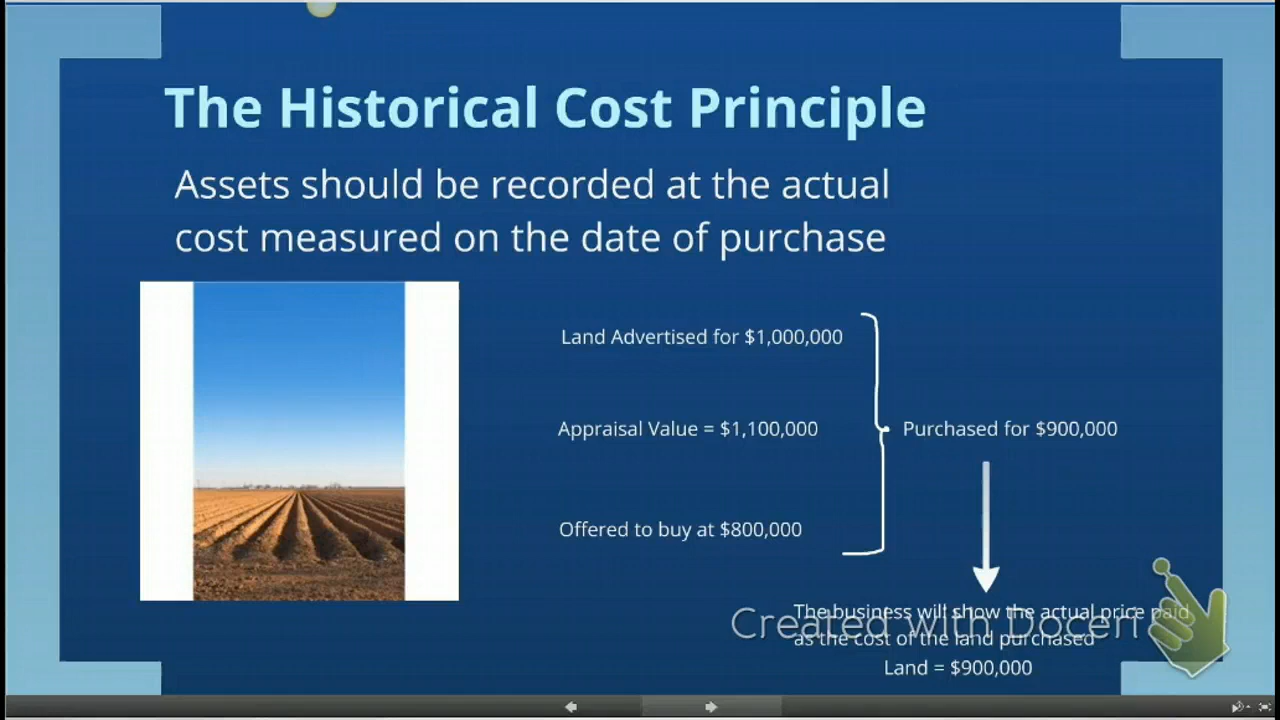 The Historical Cost Principle
Assets should be recorded at the actual
cost measured on the date of purchase
Land Advertised for $1,000,000
Appraisal Value = $1,100,000
Purchased for $900,000
Offered to buy at $800,000
The business will show the actual price paid
as the cost of the land purchased
Land = $900,000
Created with Doceri